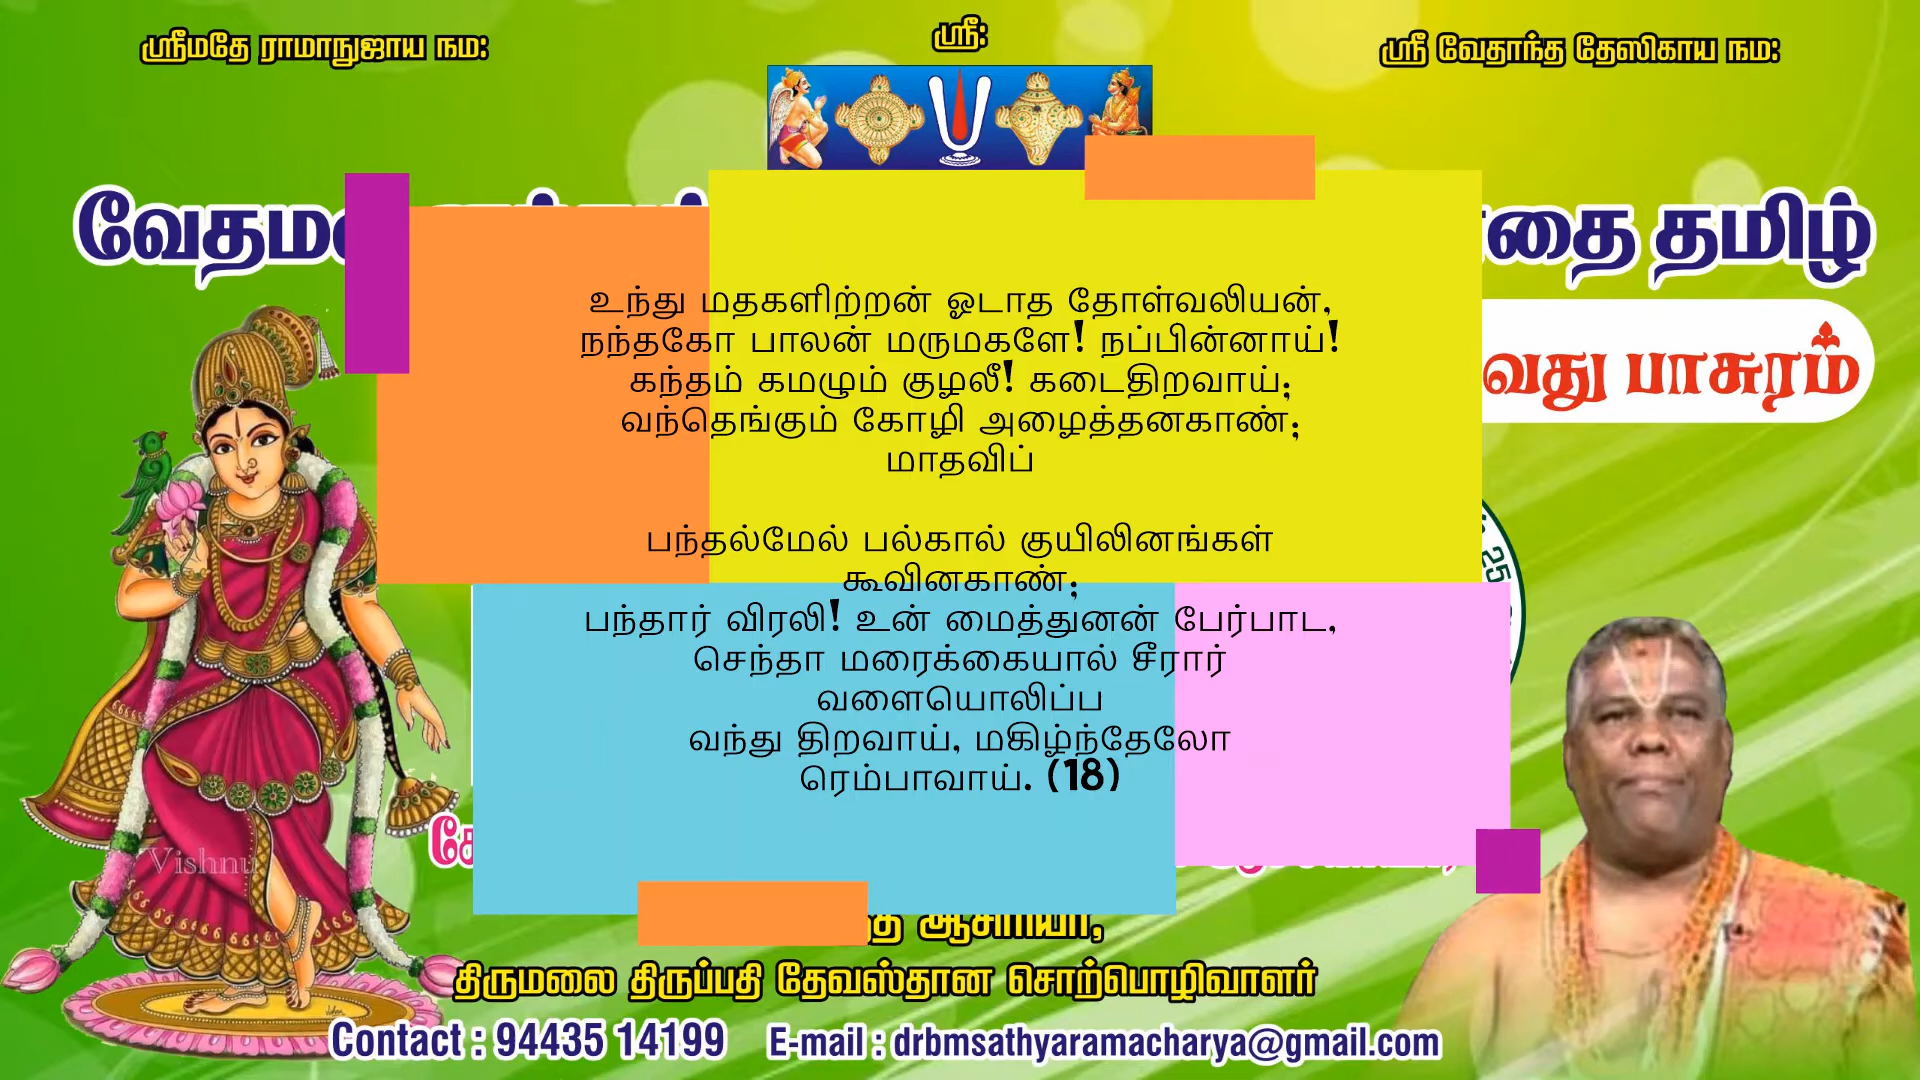 ஸ்ரீமதே ராமாநுஜாய நம:
ஸ்ரீ:
ஸ்ரீ வேதாந்த தேஸிகாய நம:
தமிழ்
பாசுரம்
உந்து மதகளிற்றன் ஓடாத தோள்வலியன்,
நந்தகோ பாலன் மருமகளே! நப்பின்னாய்!
கந்தம் கமழும் குழலீ! கடைதிறவாய்;
வந்தெங்கும் கோழி அழைத்தனகாண்;
மாதவிப்
பந்தல்மேல் பல்கால் குயிலினங்கள்
கூவினகாண்;
பந்தார் விரலி! உன் மைத்துனன் பேர்பாட,
செந்தா மரைக்கையால் சீரார்
வளையொலிப்ப
வந்து திறவாய், மகிழ்ந்தேலோ
ரெம்பாவாய். (18)
25
Vishnu
திருமலை திருப்பதி தேவஸ்தான சொற்பொழிவாளர்
Contact : 94435 14199 E-mail : drbmsathyaramacharya@gmail.com